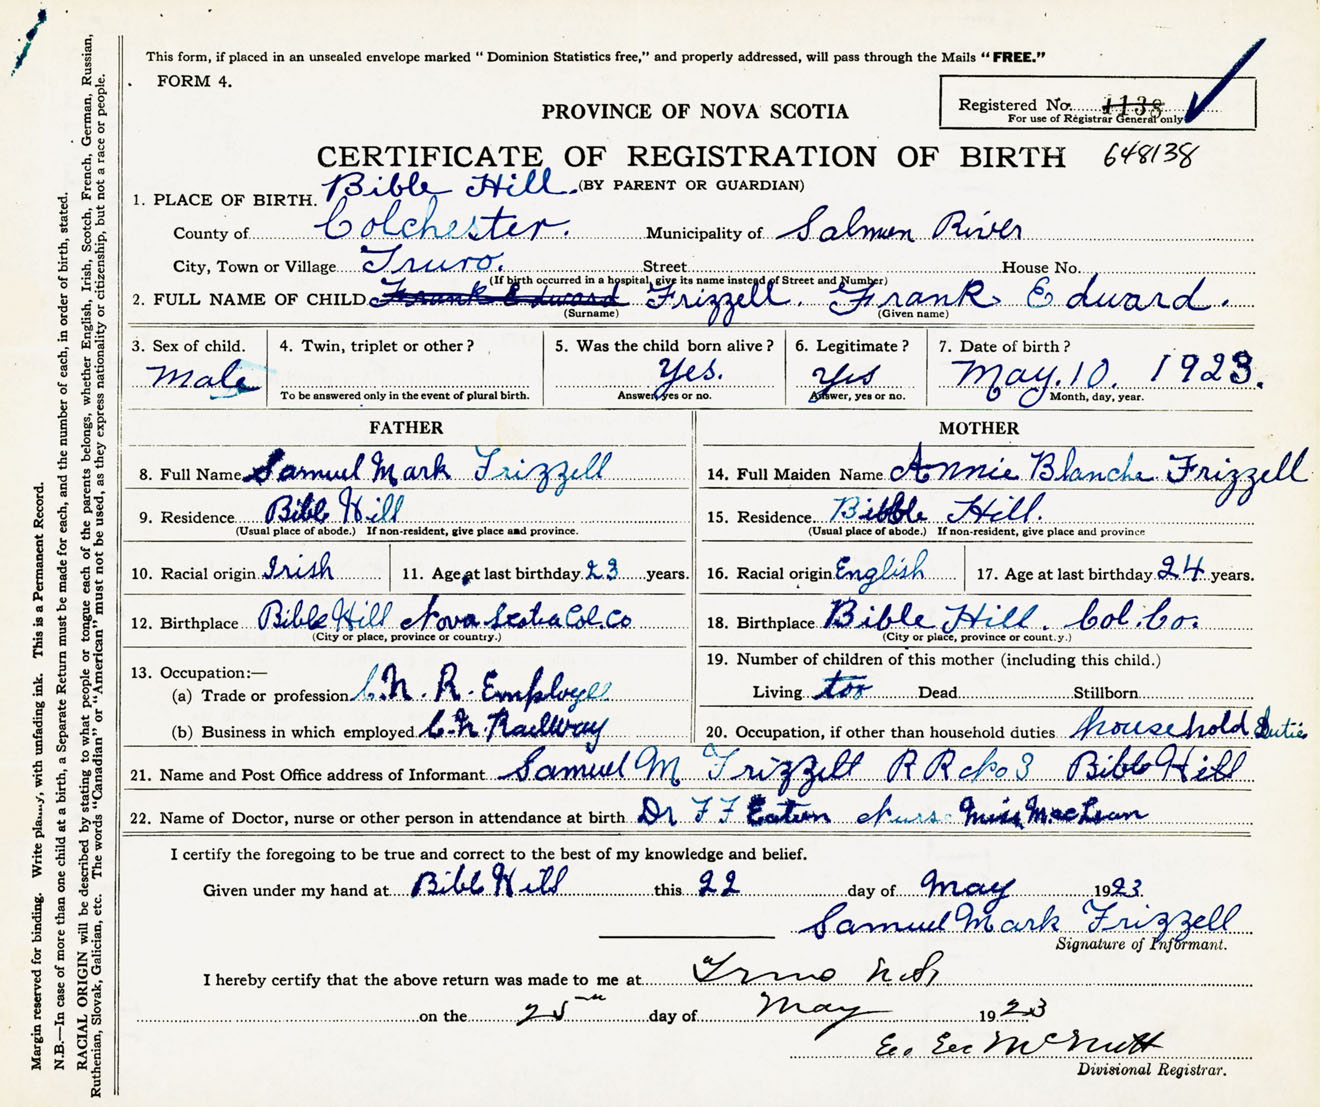 This form, if placed in an unsealed envelope marked “ Dominion Statistics free,” and properly addressed, will pass through the Mails “FREE.”
FORM 4.
Registered No. 1138
For use of Registrar General only
PROVINCE OF NOVA SCOTIA
CERTIFICATE OF REGISTRATION OF BIRTH 648138
(BY PARENT OR GUARDIAN)
1. PLACE OF BIRTH. Bible Hill.
County of Colchester. Municipality of Salmon River
City, Town or Village Truro. Street House No.
(If birth occurred in a hospital, give its name instead of Street and Number)
2. FULL NAME OF CHILD Frank Edward Frizzell. Frank Edward.
(Surname) (Given name)
3. Sex of child. 4. Twin, triplet or other? 5. Was the child born alive? 6. Legitimate? 7. Date of birth?
Male Yes. Yes May. 10. 1923.
To be answered only in the event of plural birth. Answer, yes or no. Answer, yes or no. Month, day, year.
FATHER
8. Full Name Samuel Mark Frizzell
9. Residence Bible Hill
(Usual place of abode.) If non-resident, give place and province.
10. Racial origin Irish 11. Age at last birthday 23 years.
12. Birthplace Bible Hill Nova Scotia Col. Co
(City or place, province or country.)
13. Occupation:—
(a) Trade or profession C. N. R. Employee
(b) Business in which employed C. N. Railway
MOTHER
14. Full Maiden Name Annie Blanche Frizzell
15. Residence Bible Hill.
(Usual place of abode.) If non-resident, give place and province
16. Racial origin English 17. Age at last birthday 24 years.
18. Birthplace Bible Hill. Col. Co.
(City or place, province or count.y.)
19. Number of children of this mother (including this child.)
Living too Dead Stillborn
20. Occupation, if other than household duties household Duties
21. Name and Post Office address of Informant Samuel M Frizzell R R No 3 Bible Hill
22. Name of Doctor, nurse or other person in attendance at birth Dr F F Eaton Nurse Miss MacLean
I certify the foregoing to be true and correct to the best of my knowledge and belief.
Given under my hand at Bible Hill this 22 day of May 1923
Samuel Mark Frizzell
Signature of Informant.
I hereby certify that the above return was made to me at Truro N.S.
on the 25th day of May 1923
McNutt
Divisional Registrar.
Margin reserved for binding. Write plainly, with unfading ink. This is a Permanent Record.
N.B.—In case of more than one child at a birth, a Separate Return must be made for each, and the number of each, in order of birth, stated.
RACIAL ORIGIN will be described by stating to what people or tongue each of the parents belongs, whether English, Irish, Scotch, French, German, Russian,
Ruthenian, Slovak, Galician, etc. The words “Canadian” or “American” must not be used, as they express nationality or citizenship, but not a race or people.